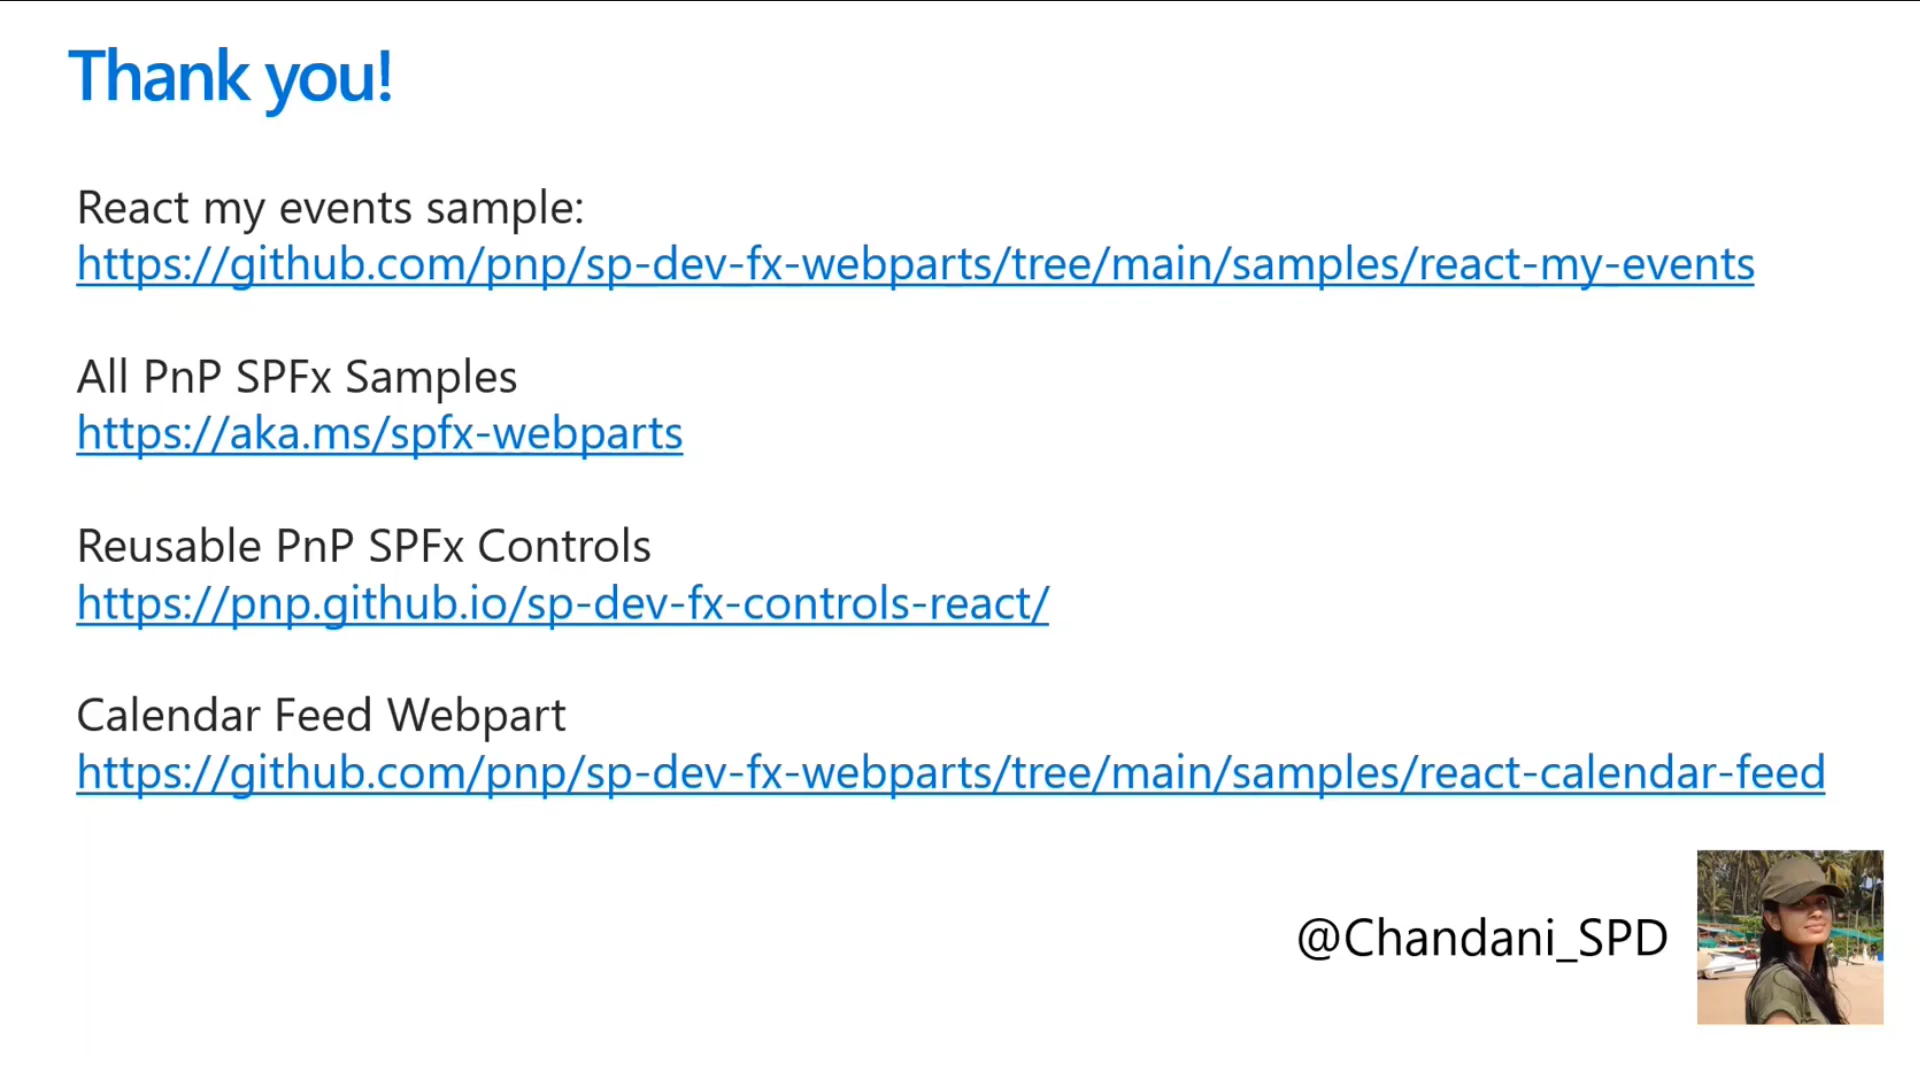 Thank you!
React my events sample:
https://github.com/pnp/sp-dev-fx-webparts/tree/main/samples/react-my-events
All PnP SPFx Samples
https://aka.ms/spfx-webparts
Reusable PnP SPFx Controls
https://pnp.github.io/sp-dev-fx-controls-react/
Calendar Feed Webpart
https://github.com/pnp/sp-dev-fx-webparts/tree/main/samples/react-calendar-feed
@Chandani_SPD